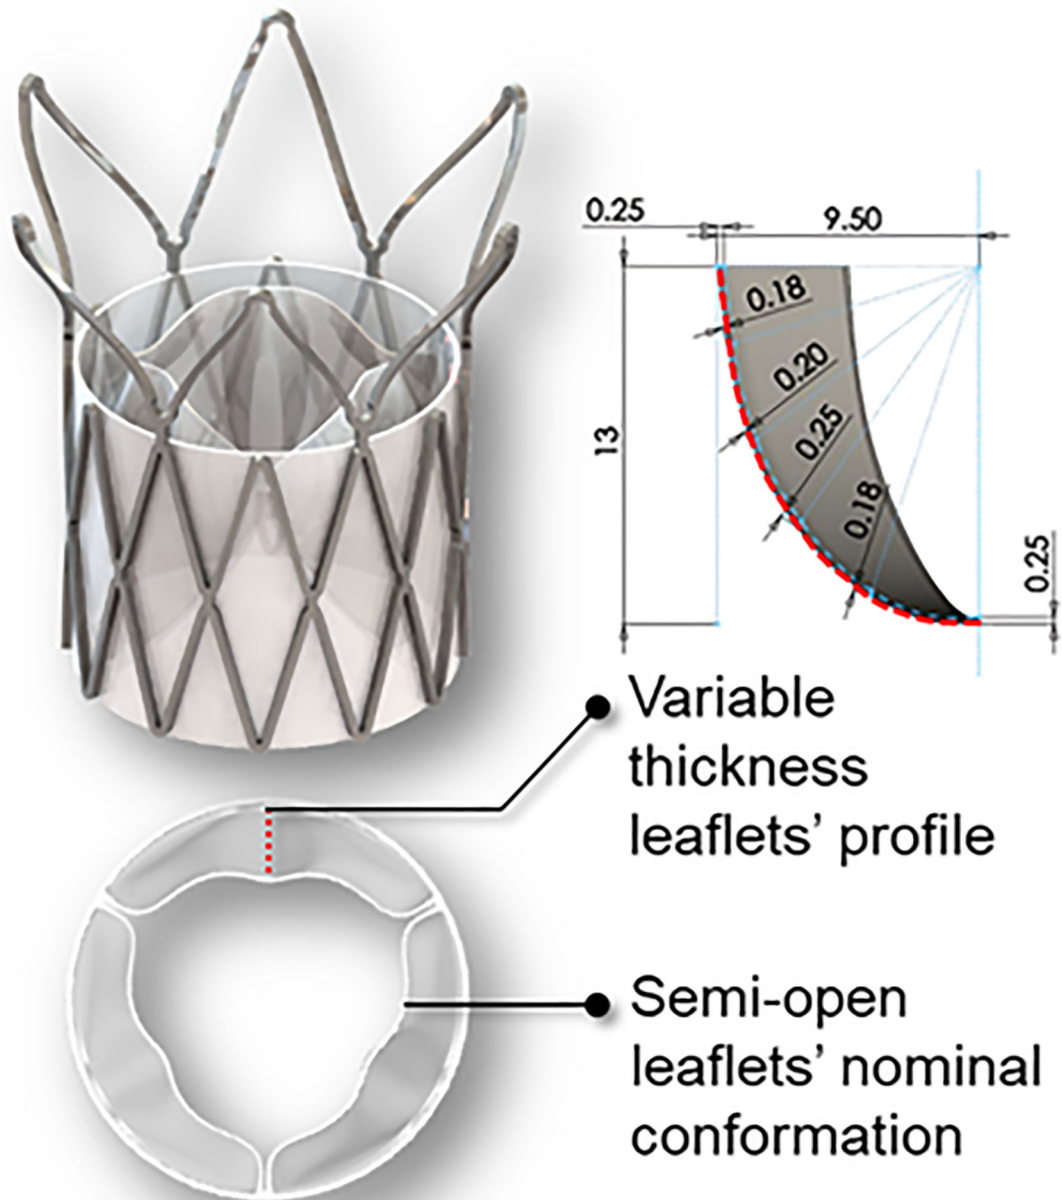 0.25
9.50
0.18
0.20
13
0.25
0.18
0.25
Variable
thickness
leaflets’ profile
Semi-open
leaflets’ nominal
conformation